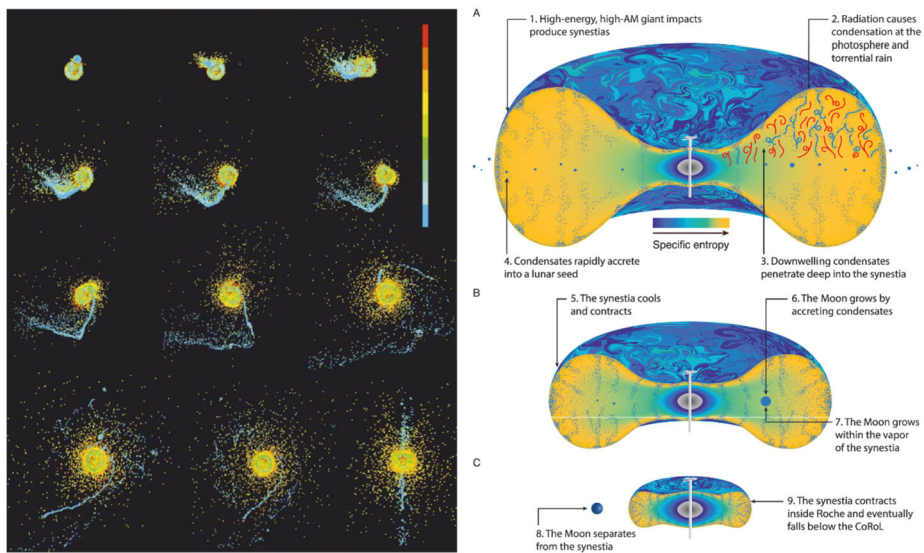 A
1. High-energy, high-AM giant impacts
produce synestias
2. Radiation causes
condensation at the
photosphere and
torrential rain
Specific entropy
4. Condensates rapidly accrete
into a lunar seed
3. Downwelling condensates
penetrate deep into the synestia
B
5. The synestia cools
and contracts
6. The Moon grows by
accreting condensates
7. The Moon grows
within the vapor
of the synestia
C
8. The Moon separates
from the synestia
9. The synestia contracts
inside Roche and eventually
falls below the CoRoL